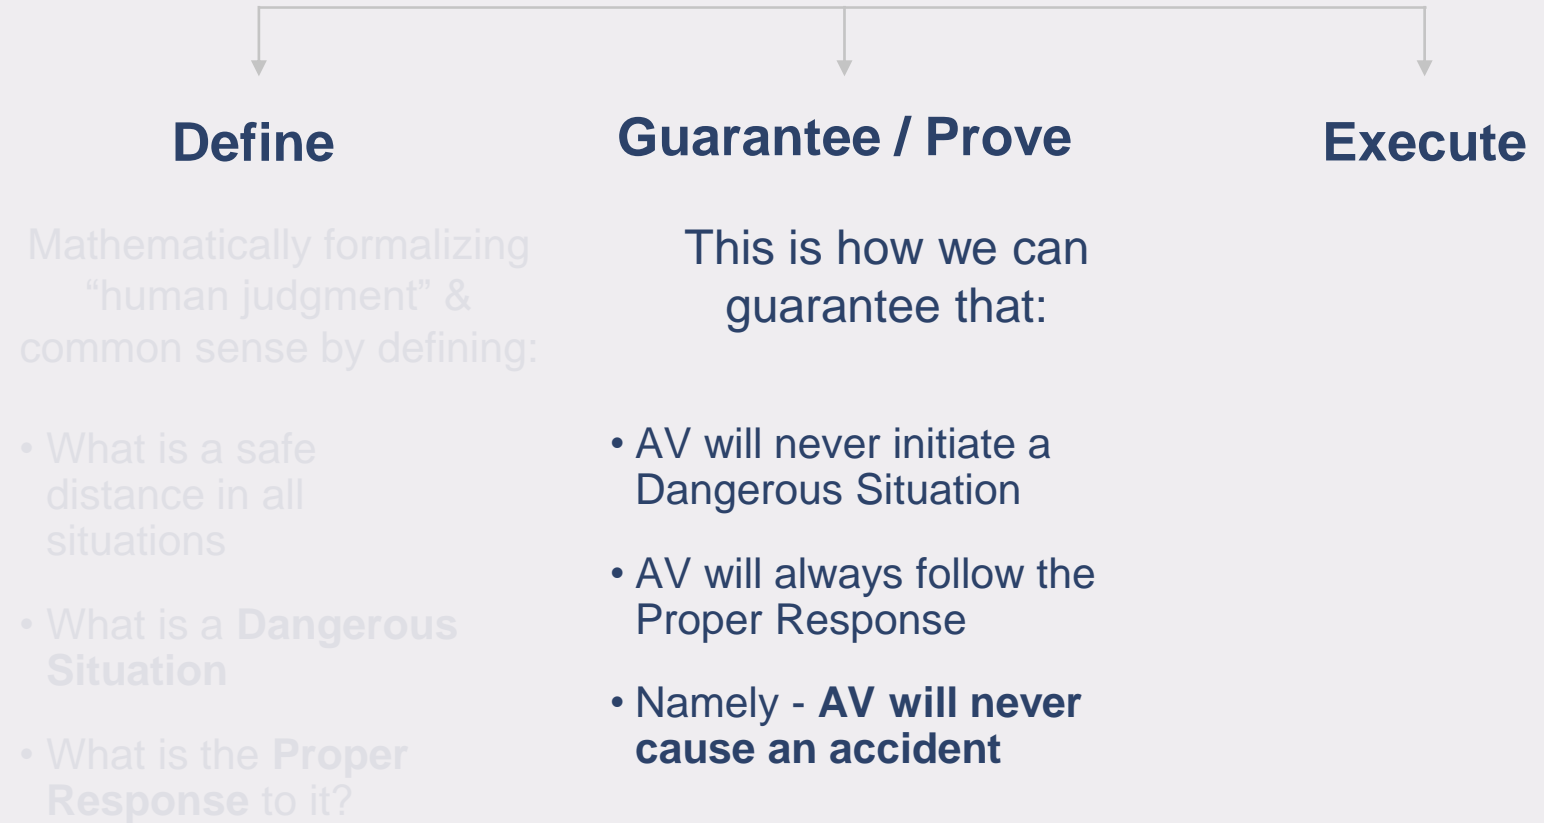 Define
Mathematically formalizing
“human judgment” &
common sense by defining:
• What is a safe
distance in all
situations
• What is a Dangerous
Situation
• What is the Proper
Response to it?
Guarantee / Prove
This is how we can
guarantee that:
• AV will never initiate a
Dangerous Situation
• AV will always follow the
Proper Response
• Namely - AV will never
cause an accident
Execute